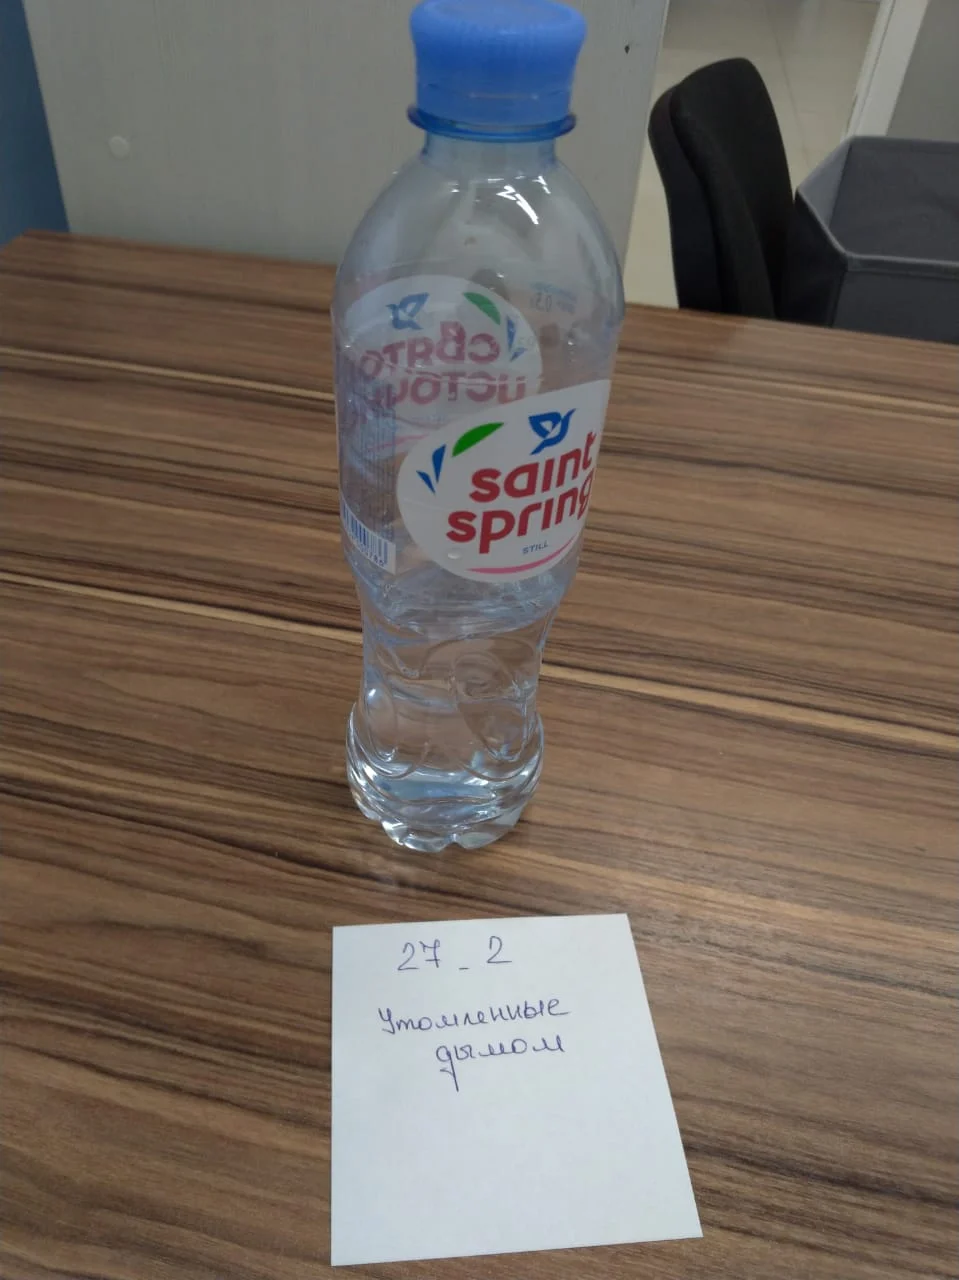 saint
spring
STILL
27_2
Утомленные
дымом